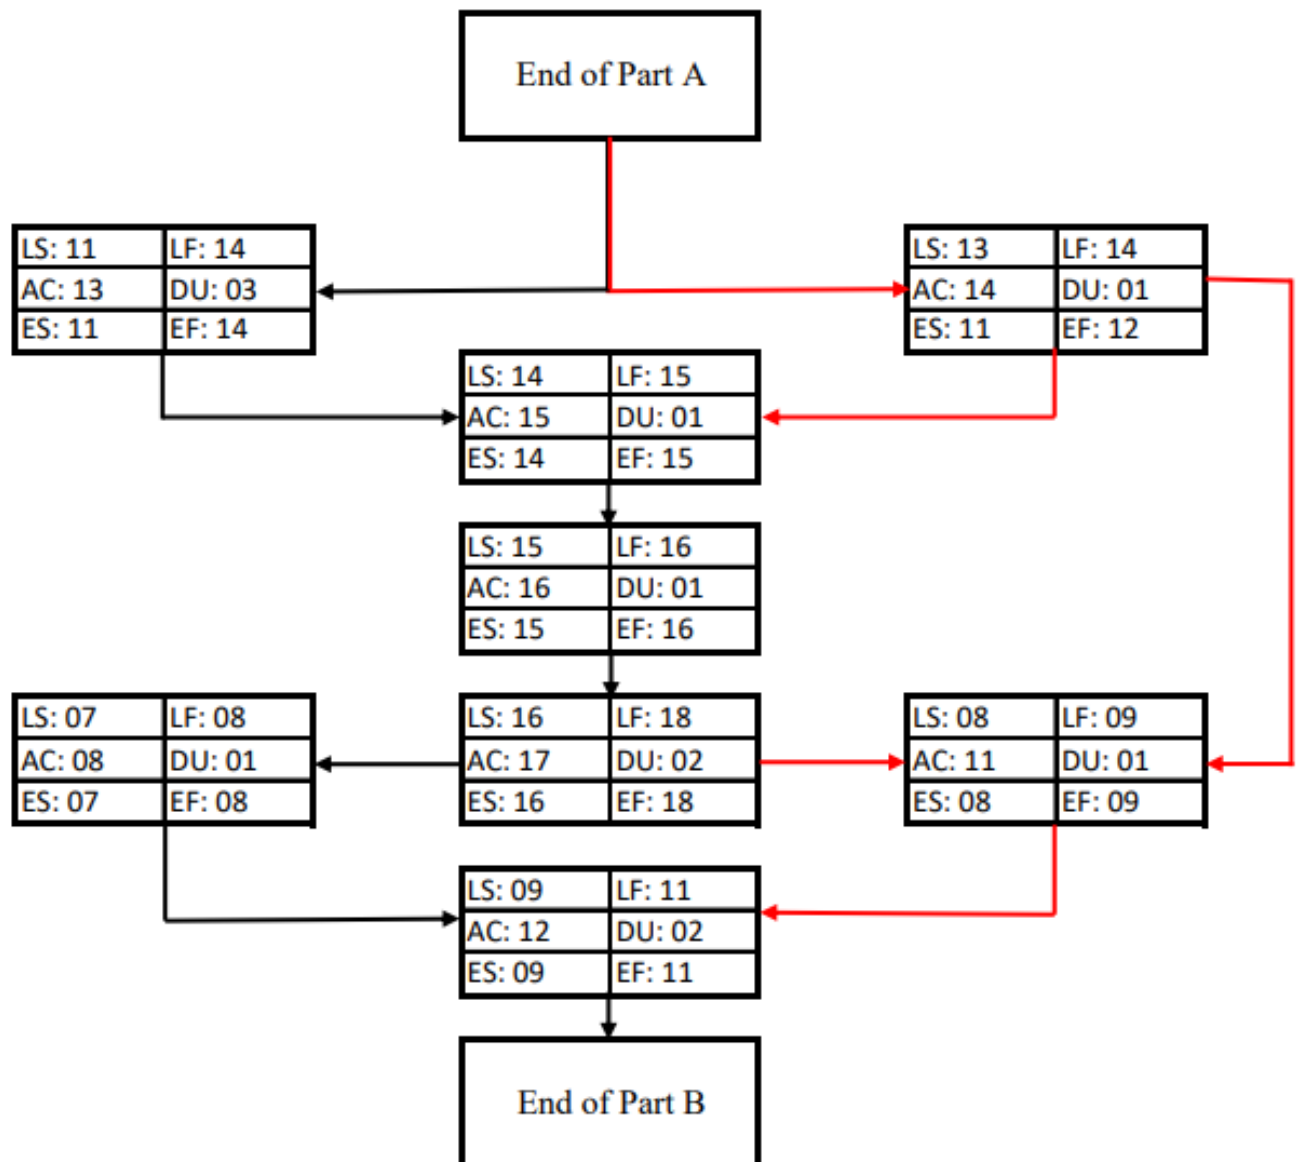 End of Part A
LS: 11 LF: 14
AC: 13 DU: 03
ES: 11 EF: 14
LS: 13 LF: 14
AC: 14 DU: 01
ES: 11 EF: 12
LS: 14 LF: 15
AC: 15 DU: 01
ES: 14 EF: 15
LS: 15 LF: 16
AC: 16 DU: 01
ES: 15 EF: 16
LS: 07 LF: 08
AC: 08 DU: 01
ES: 07 EF: 08
LS: 16 LF: 18
AC: 17 DU: 02
ES: 16 EF: 18
LS: 08 LF: 09
AC: 11 DU: 01
ES: 08 EF: 09
LS: 09 LF: 11
AC: 12 DU: 02
ES: 09 EF: 11
End of Part B